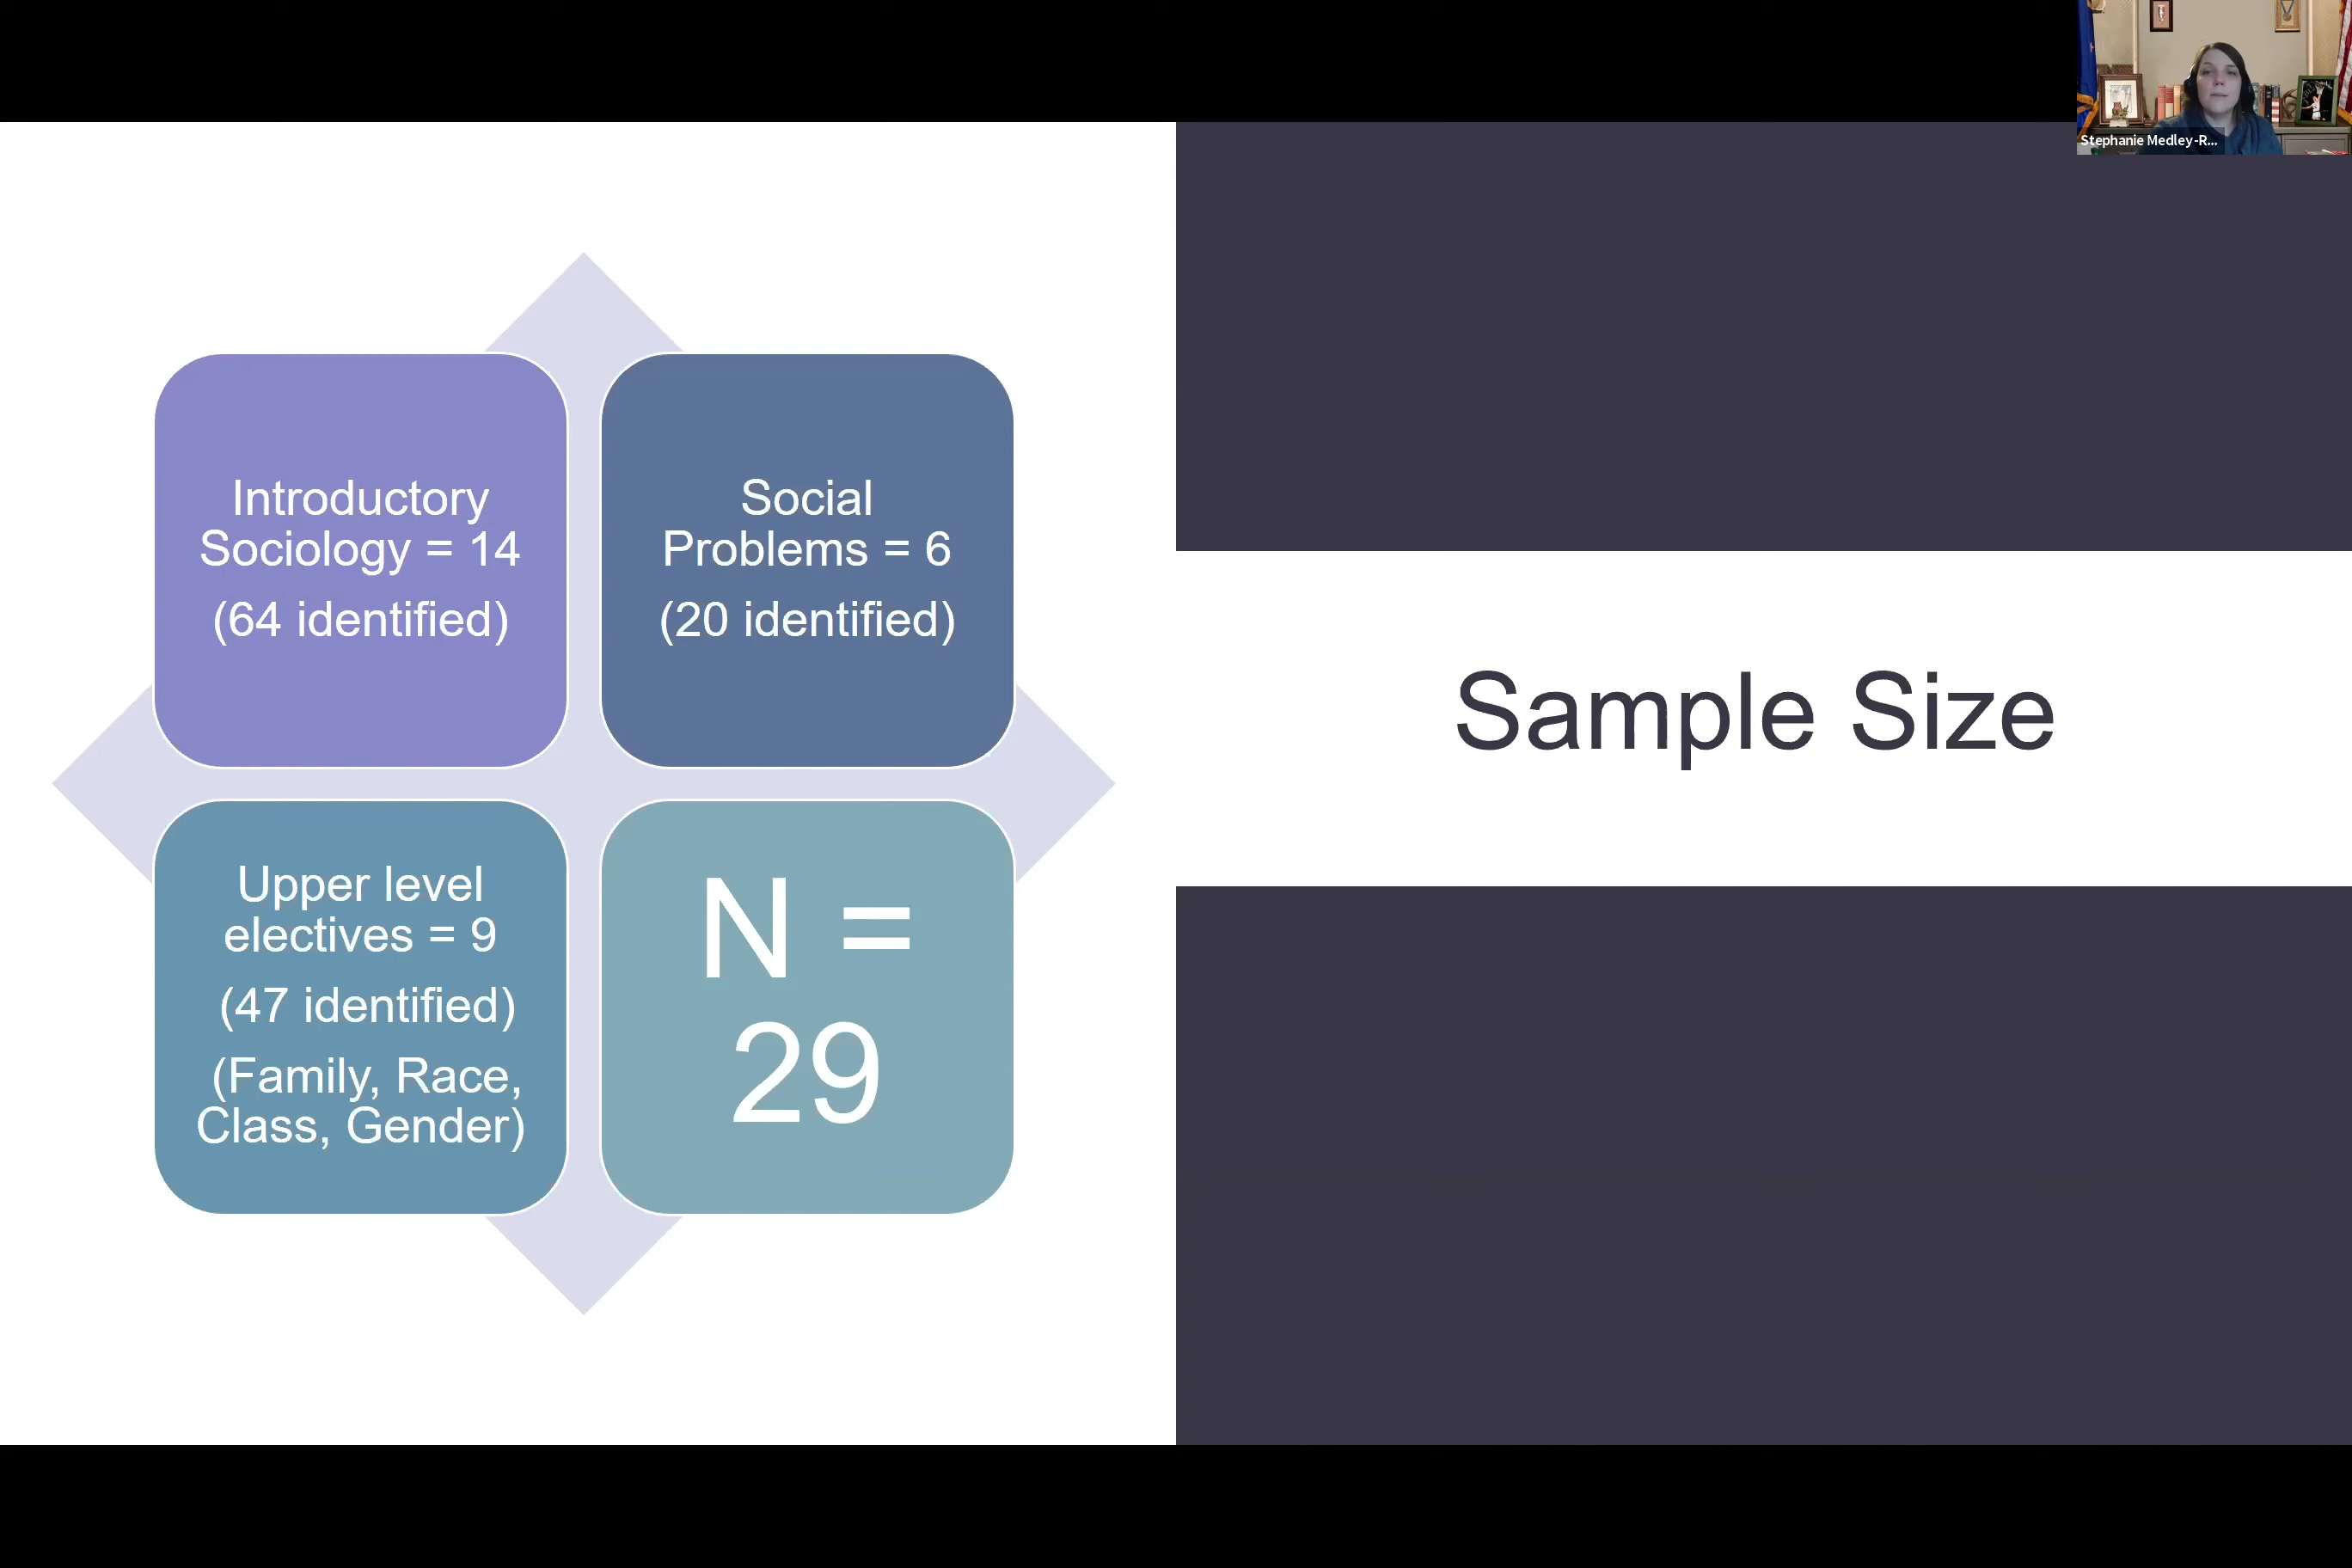 Stephanie Medley-R...
Introductory
Sociology = 14
(64 identified)
Social
Problems = 6
(20 identified)
Upper level
electives = 9
(47 identified)
(Family, Race,
Class, Gender)
N =
29
Sample Size